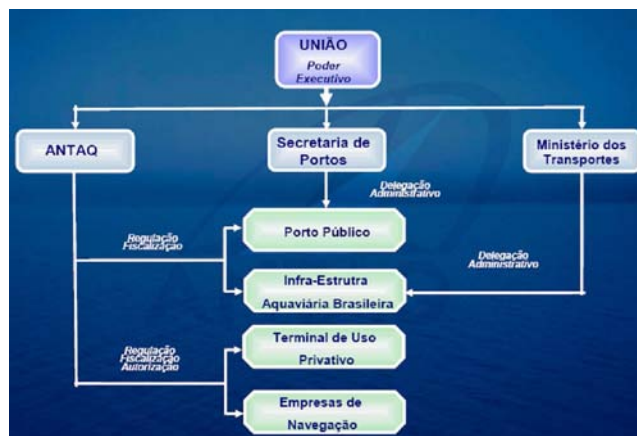 UNIÃO
Poder
Executivo
ANTAQ
Secretaria de
Portos
Ministério dos
Transportes
Delegação
Administrativo
Porto Público
Regulação
Fiscalização
Delegação
Administrativo
Infra-Estrutra
Aquaviária Brasileira
Terminal de Uso
Privativo
Regulação
Fiscalização
Autorização
Empresas de
Navegação